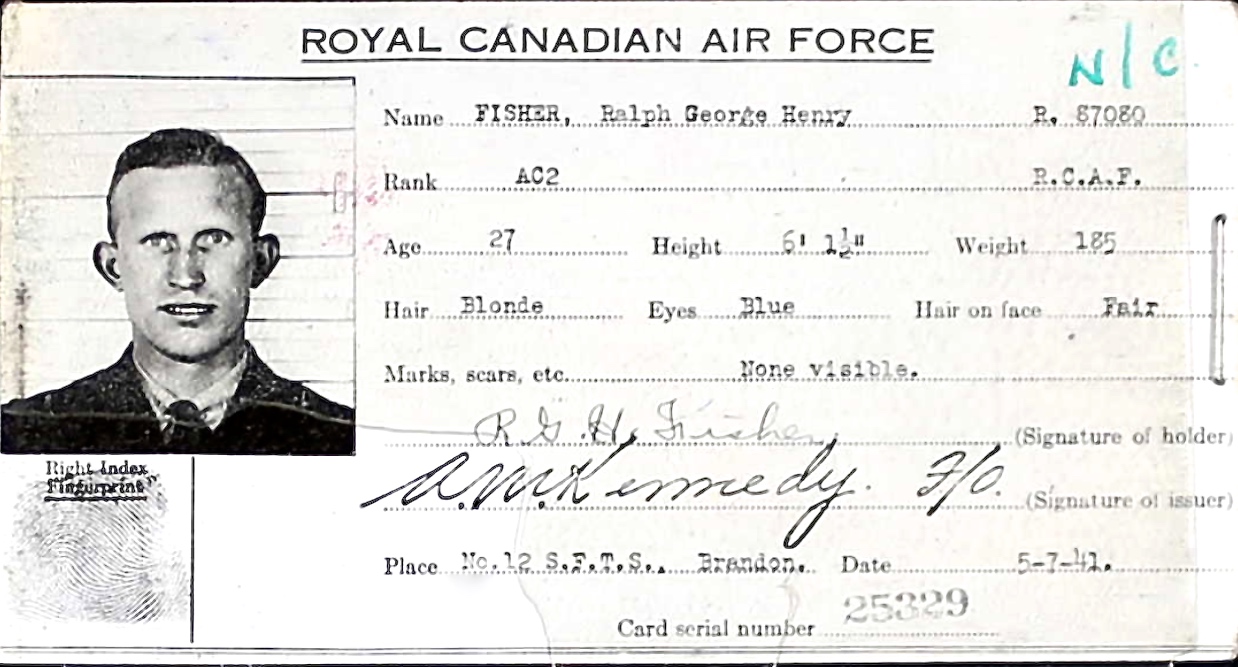 ROYAL CANADIAN AIR FORCE
N/C
Name FISHER, Ralph George Henry R. 87080
Rank AC2 R.C.A.F.
Age 27 Height 6' 1½" Weight 185
Hair Blonde Eyes Blue Hair on face Fair
Marks, scars, etc. None visible.
R G H Fisher (Signature of holder)
A.W. Kennedy. F/O. (Signature of issuer)
Right Index
Fingerprint
Place No.12 S.F.T.S., Brandon. Date 5-7-41.
Card serial number 25329